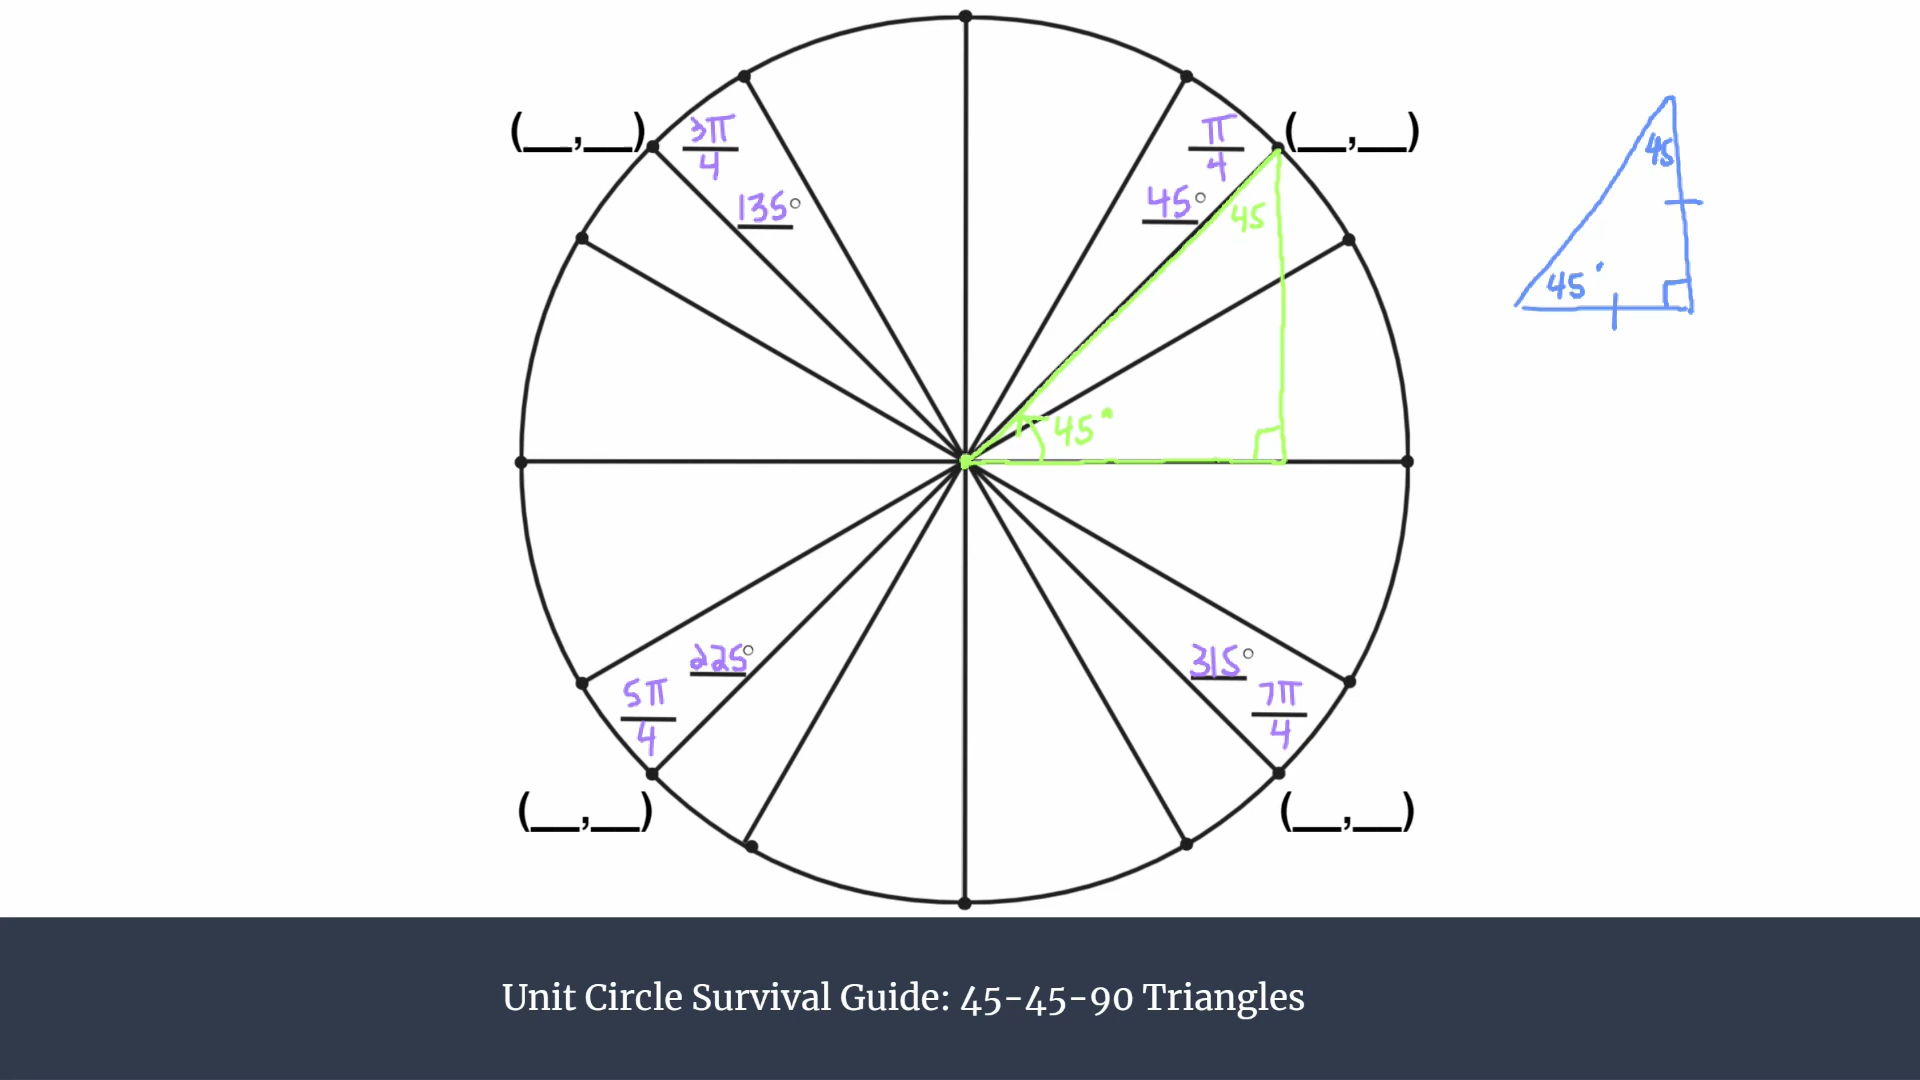 (__,__)
3π/4
135°
π/4
(__,__)
45°
45
45°
45
45°
225°
5π/4
(__,__)
315°
7π/4
(__,__)
Unit Circle Survival Guide: 45-45-90 Triangles